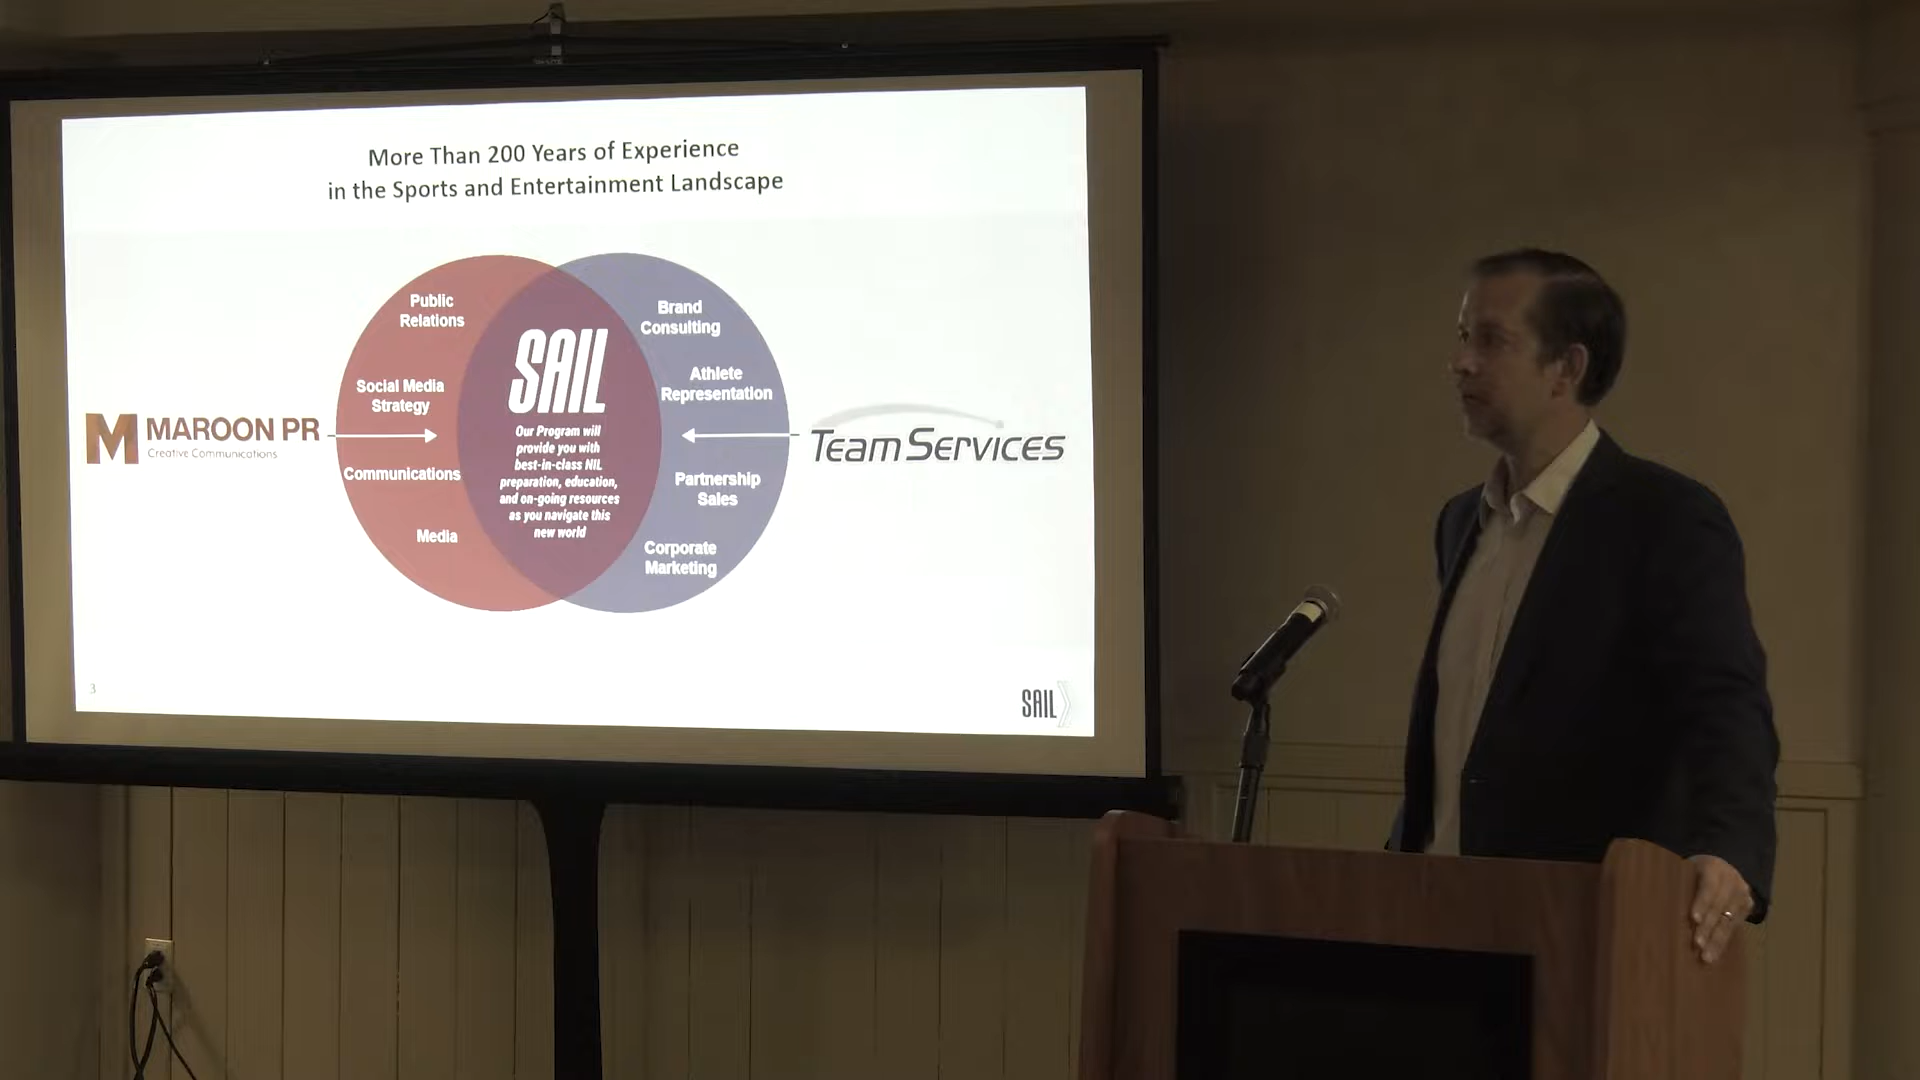 More Than 200 Years of Experience
in the Sports and Entertainment Landscape
M MAROON PR
Creative Communications
Public
Relations
Social Media
Strategy
Communications
Media
SAIL
Our Program will
provide you with
best-in-class NIL
preparation, education,
and on-going resources
as you navigate this
new world
Brand
Consulting
Athlete
Representation
Partnership
Sales
Corporate
Marketing
TeamServices
3
SAIL